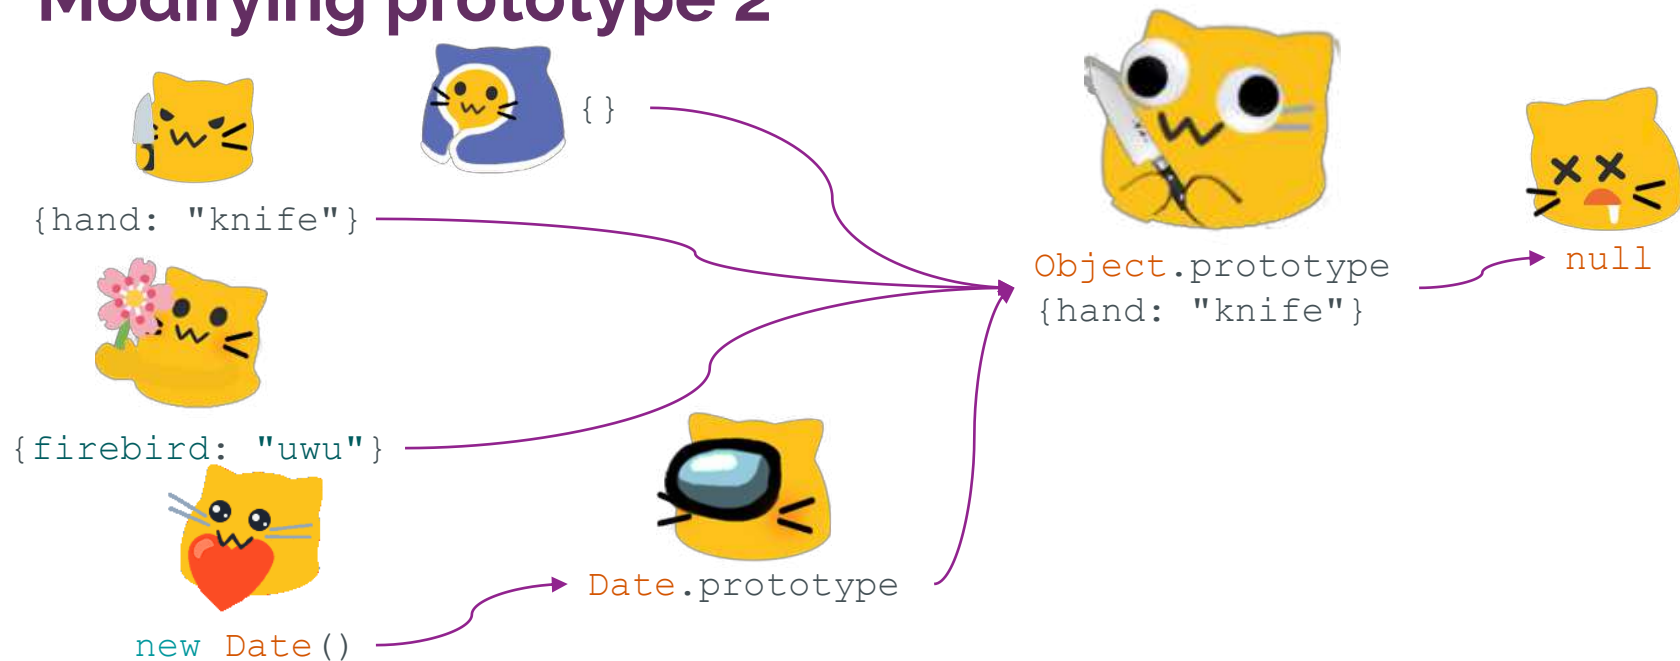 Modifying prototype 2
{}
{hand: "knife"}
Object.prototype
{hand: "knife"}
null
{firebird: "uwu"}
Date.prototype
new Date()